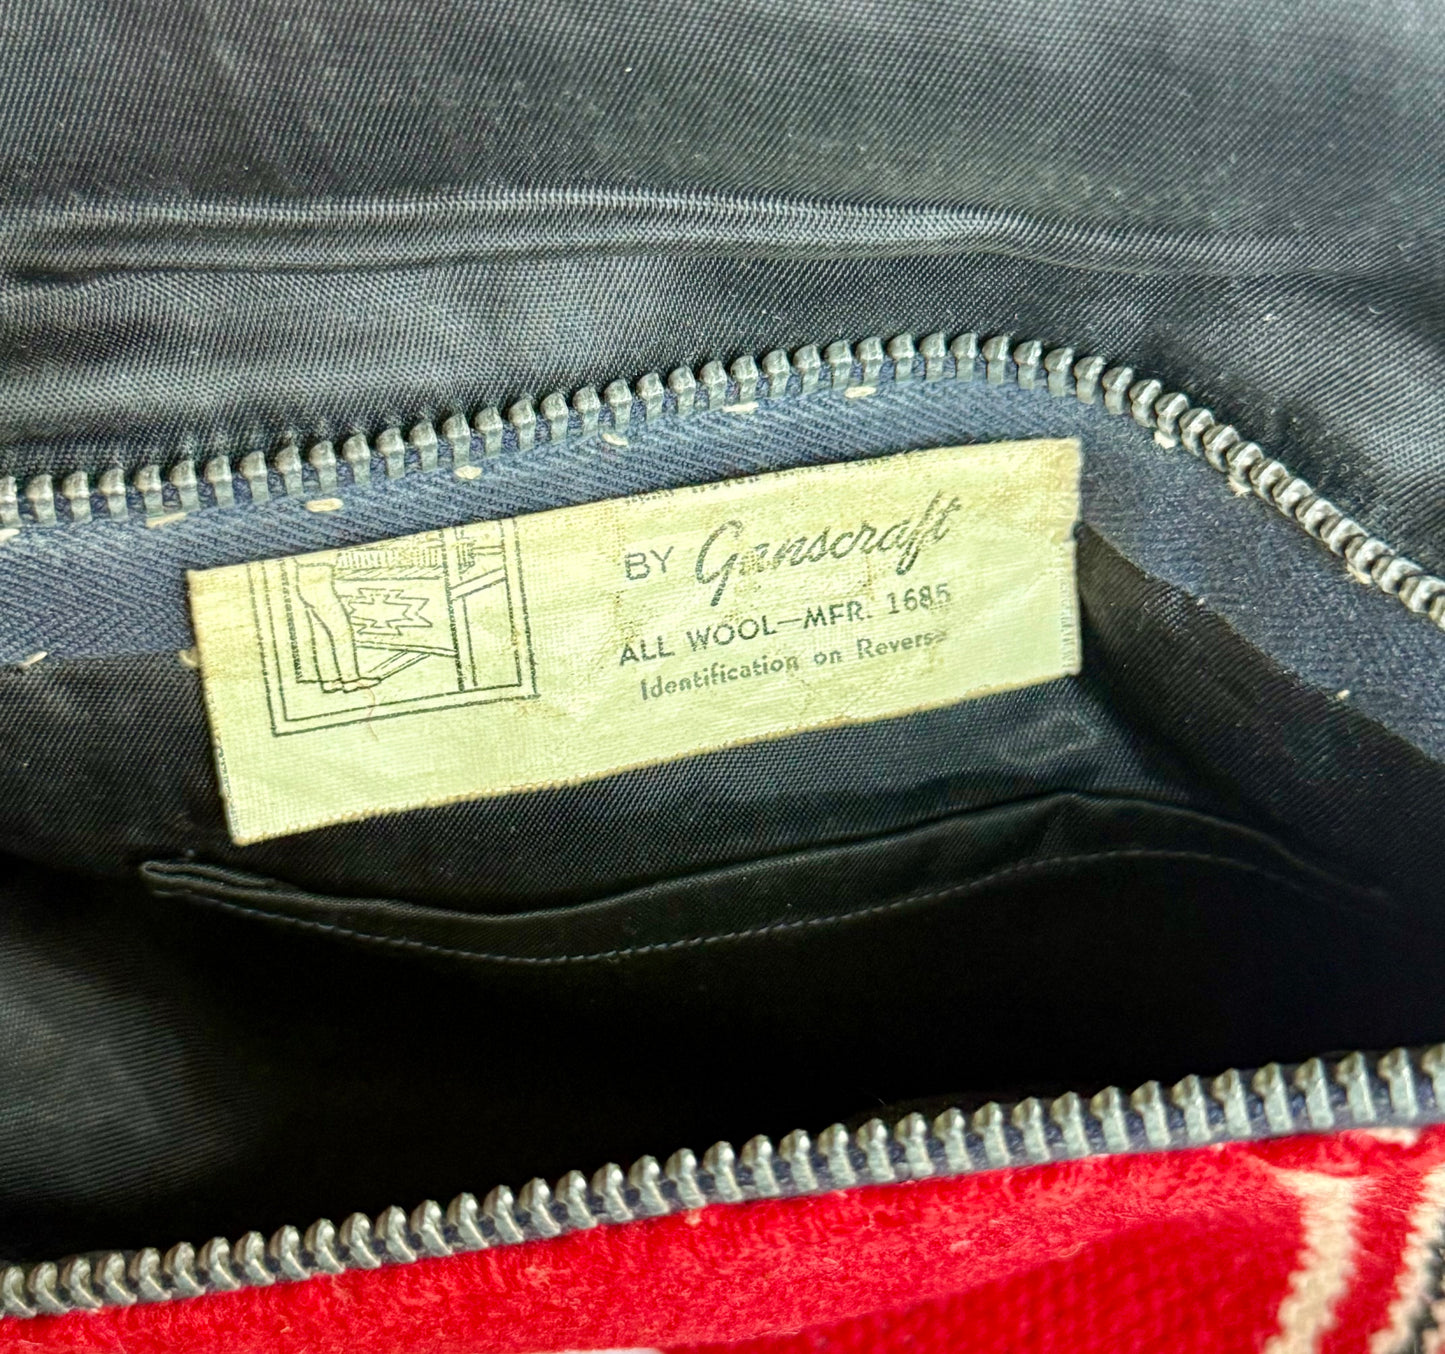 BY Ganscraft
ALL WOOL—MFR. 1685
Identification on Reverse